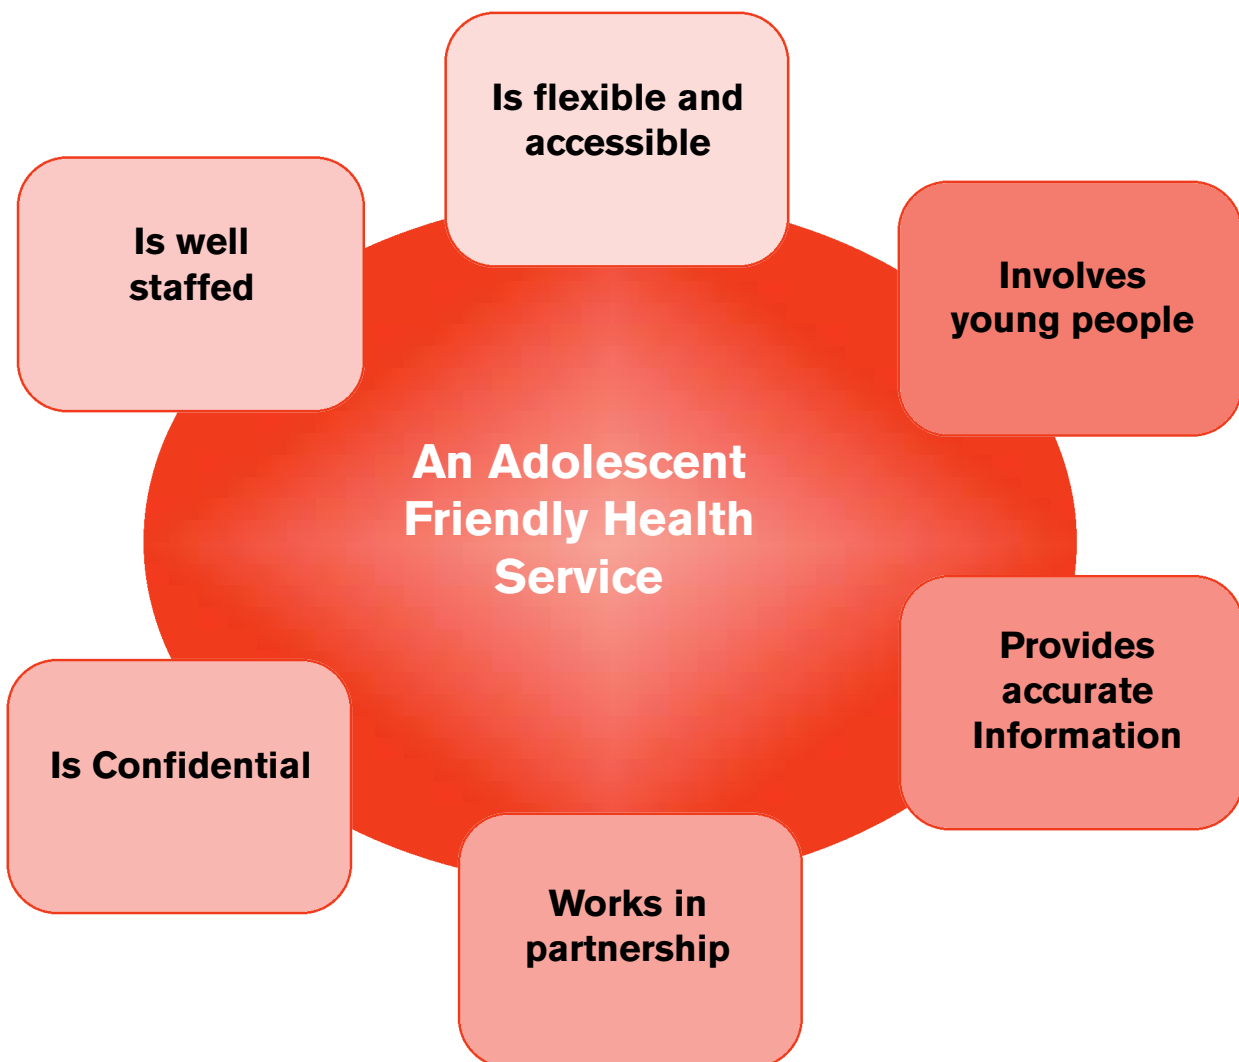 Is flexible and
accessible
Is well
staffed
Involves
young people
An Adolescent
Friendly Health
Service
Provides
accurate
Information
Is Confidential
Works in
partnership